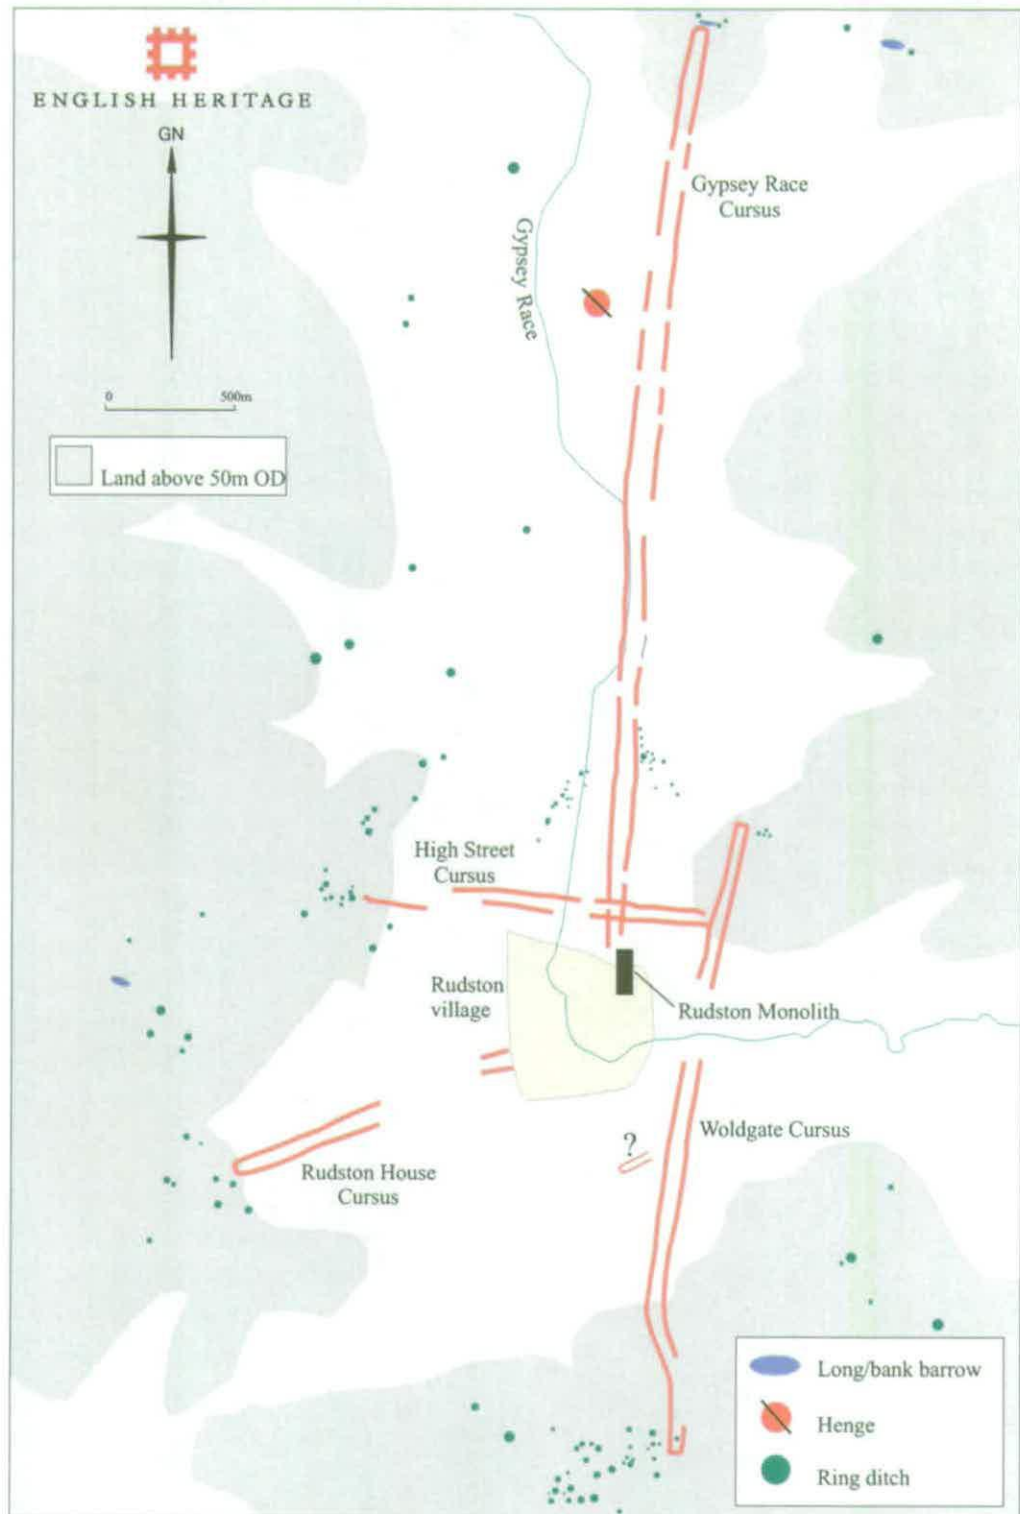 ENGLISH HERITAGE
GN
0 500m
Land above 50m OD
Gypsey Race
Cursus
Gypsey Race
High Street
Cursus
Rudston
village
Rudston Monolith
Woldgate Cursus
?
Rudston House
Cursus
Long/bank barrow
Henge
Ring ditch